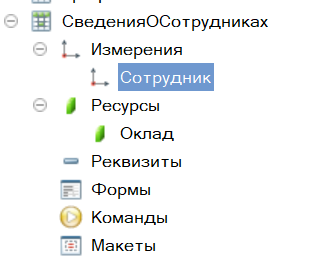 СведенияОСотрудниках
Измерения
Сотрудник
Ресурсы
Оклад
Реквизиты
Формы
Команды
Макеты